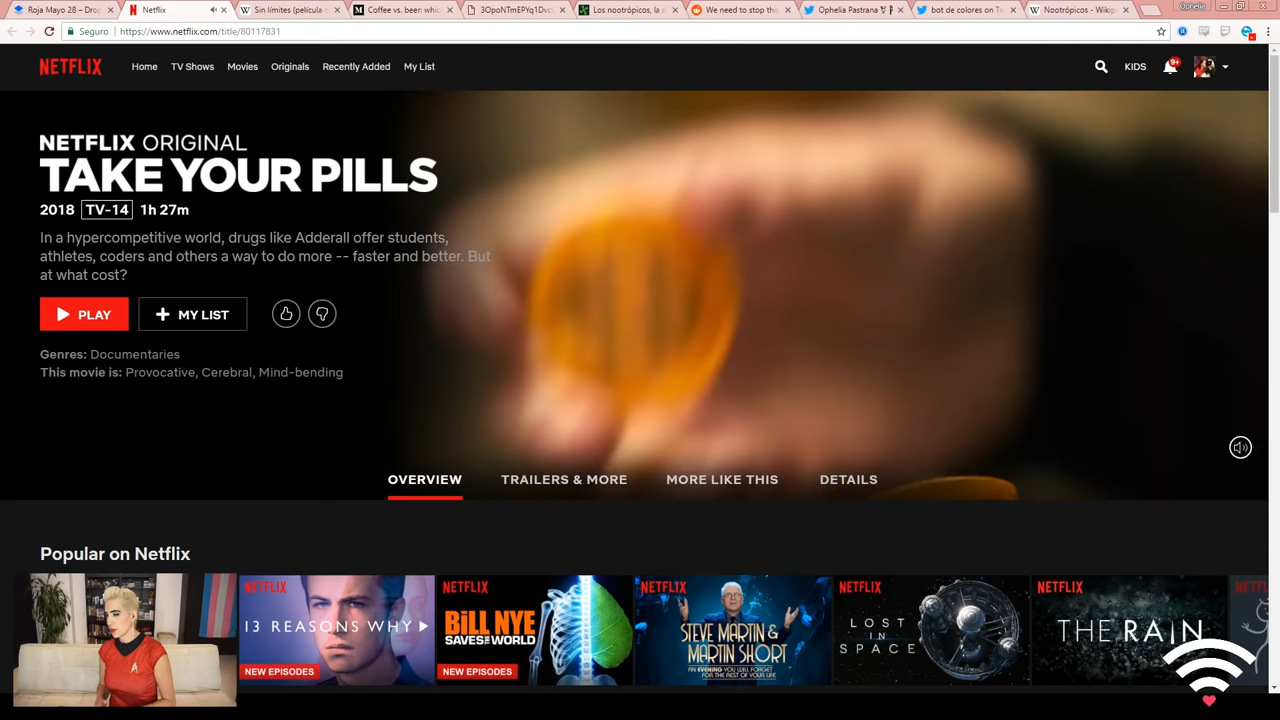 Roja Mayo 28 – Drop
Netflix
Sin límites (película d
Coffee vs. been: whic
3OpoNTmEPYq1Dvc
Los nootrópicos, la
We need to stop thi
Ophelia Pastrana
bot de colores on Tw
Nootrópicos - Wikip
Ophelia
Seguro
https://www.netflix.com/title/80117831
NETFLIX
Home
TV Shows
Movies
Originals
Recently Added
My List
KIDS
9+
NETFLIX ORIGINAL
TAKE YOUR PILLS
2018 TV-14 1h 27m
In a hypercompetitive world, drugs like Adderall offer students,
athletes, coders and others a way to do more -- faster and better. But
at what cost?
PLAY
MY LIST
Genres: Documentaries
This movie is: Provocative, Cerebral, Mind-bending
OVERVIEW
TRAILERS & MORE
MORE LIKE THIS
DETAILS
Popular on Netflix
NETFLIX
13 REASONS WHY
NEW EPISODES
NETFLIX
BILL NYE
SAVES THE WORLD
NEW EPISODES
NETFLIX
STEVE MARTIN &
MARTIN SHORT
AN EVENING YOU WILL FORGET
FOR THE REST OF YOUR LIFE
NETFLIX
LOST
IN
SPACE
NETFLIX
THE RAIN